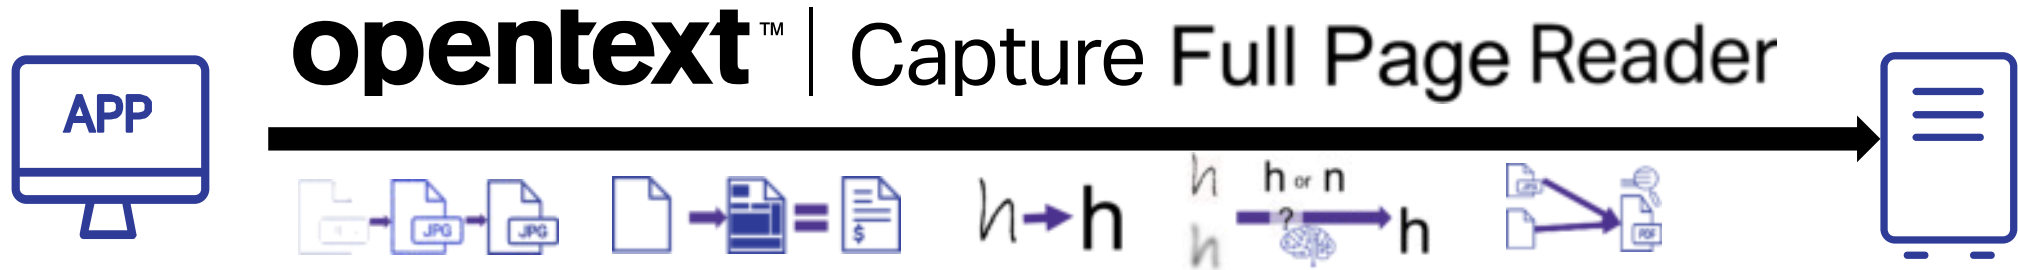 opentext™ | Capture Full Page Reader
APP
JPG JPG
$
h h
h or n
h
?
h h
JPG
PDF